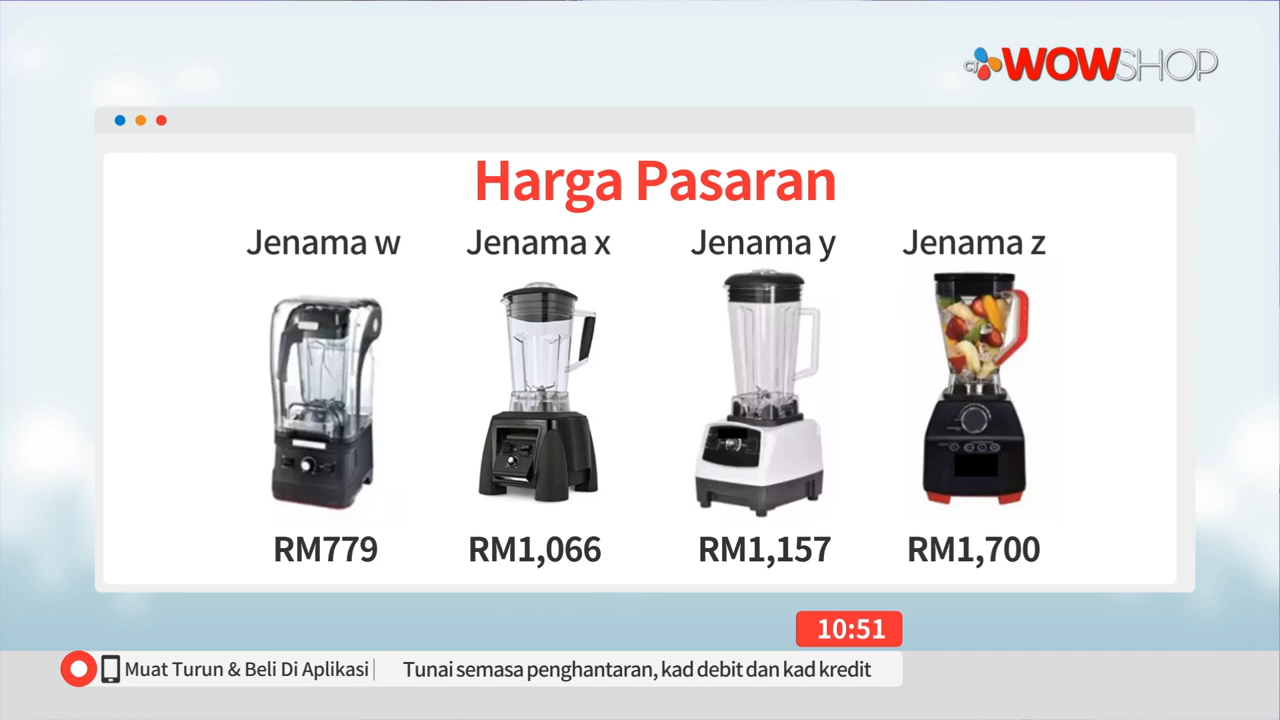 CJ WOWSHOP
Harga Pasaran
Jenama w
Jenama x
Jenama y
Jenama z
RM779
RM1,066
RM1,157
RM1,700
10:51
Muat Turun & Beli Di Aplikasi
Tunai semasa penghantaran, kad debit dan kad kredit